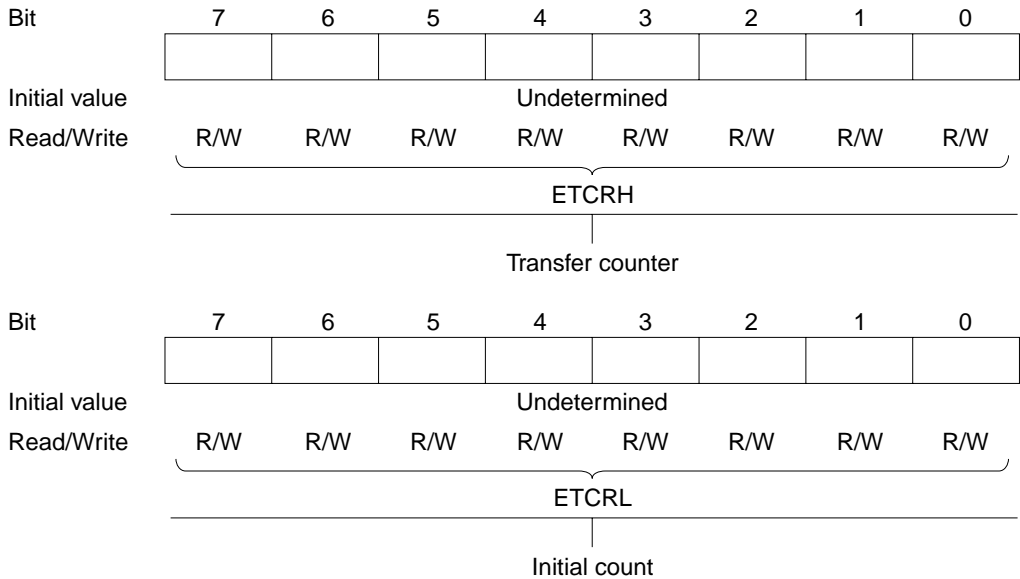 Bit 7 6 5 4 3 2 1 0
Initial value Undetermined
Read/Write R/W R/W R/W R/W R/W R/W R/W R/W
ETCRH
Transfer counter
Bit 7 6 5 4 3 2 1 0
Initial value Undetermined
Read/Write R/W R/W R/W R/W R/W R/W R/W R/W
ETCRL
Initial count